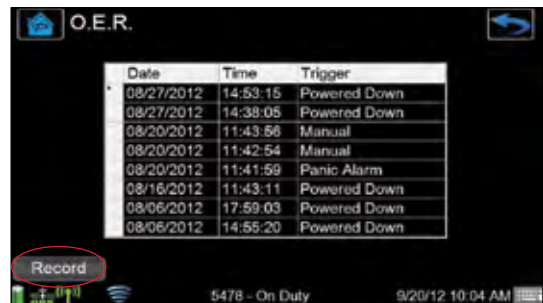 O.E.R.
Date Time Trigger
08/27/2012 14:53:15 Powered Down
08/27/2012 14:38:05 Powered Down
08/20/2012 11:43:56 Manual
08/20/2012 11:42:54 Manual
08/20/2012 11:41:59 Panic Alarm
08/16/2012 11:43:11 Powered Down
08/06/2012 17:59:03 Powered Down
08/06/2012 14:55:20 Powered Down
Record
5478 - On Duty 9/20/12 10:04 AM